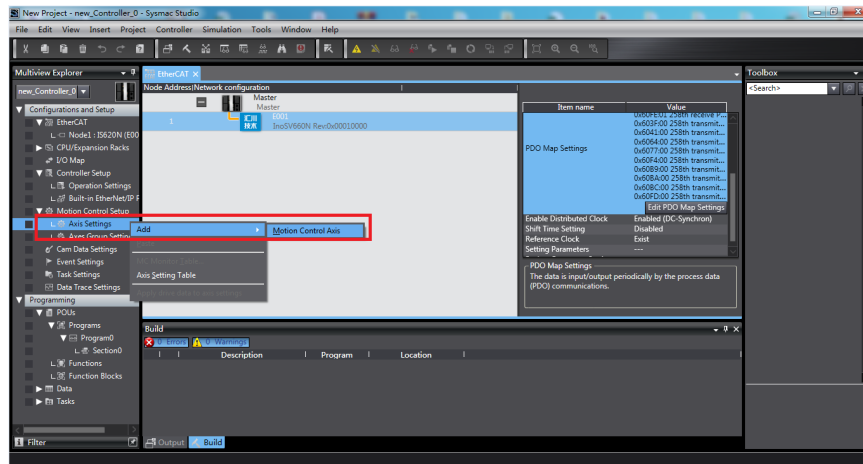 New Project - new_Controller_0 - Sysmac Studio
File Edit View Insert Project Controller Simulation Tools Window Help
Multiview Explorer
new_Controller_0
Configurations and Setup
EtherCAT
Node1 : IS620N (E00
CPU/Expansion Racks
I/O Map
Controller Setup
Operation Settings
Built-in EtherNet/IP P
Motion Control Setup
Axis Settings
Axes Group Settin
Cam Data Settings
Event Settings
Task Settings
Data Trace Settings
Programming
POUs
Programs
Program0
Section0
Functions
Function Blocks
Data
Tasks
Filter
Add
Motion Control Axis
Axis Setting Table
EtherCAT
Node Address|Network configuration
Master
Master
1
汇川
技术
E001
InoSV660N Rev:0x00010000
Item name Value
PDO Map Settings
0x60FE:01 258th receive P...
0x603F:00 258th transmit...
0x6041:00 258th transmit...
0x6064:00 258th transmit...
0x6077:00 258th transmit...
0x60F4:00 258th transmit...
0x60B9:00 258th transmit...
0x60BA:00 258th transmit...
0x60BC:00 258th transmit...
0x60FD:00 258th transmit...
Edit PDO Map Settings
Enable Distributed Clock Enabled (DC-Synchron)
Shift Time Setting Disabled
Reference Clock Exist
Setting Parameters ---
PDO Map Settings
The data is input/output periodically by the process data
(PDO) communications.
Build
0 Errors 0 Warnings
Description Program Location
Output Build
Toolbox
<Search>